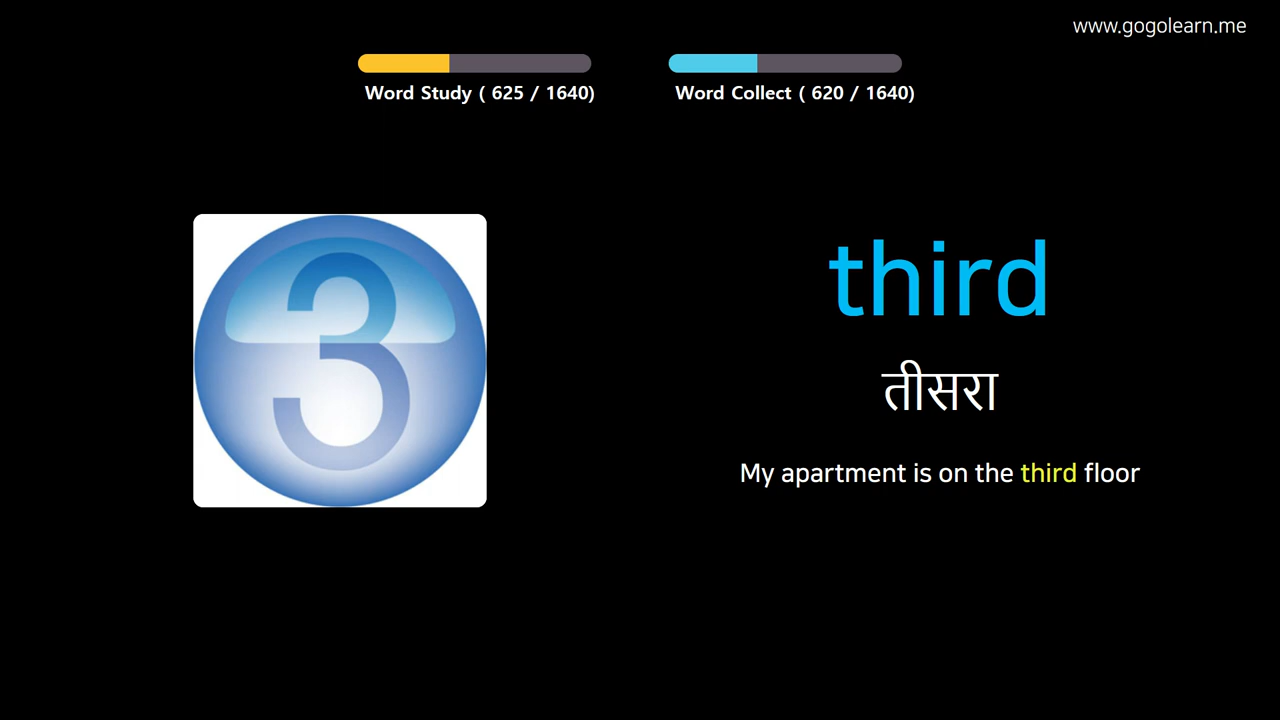 www.gogolearn.me
Word Study ( 625 / 1640)
Word Collect ( 620 / 1640)
3
third
तीसरा
My apartment is on the third floor